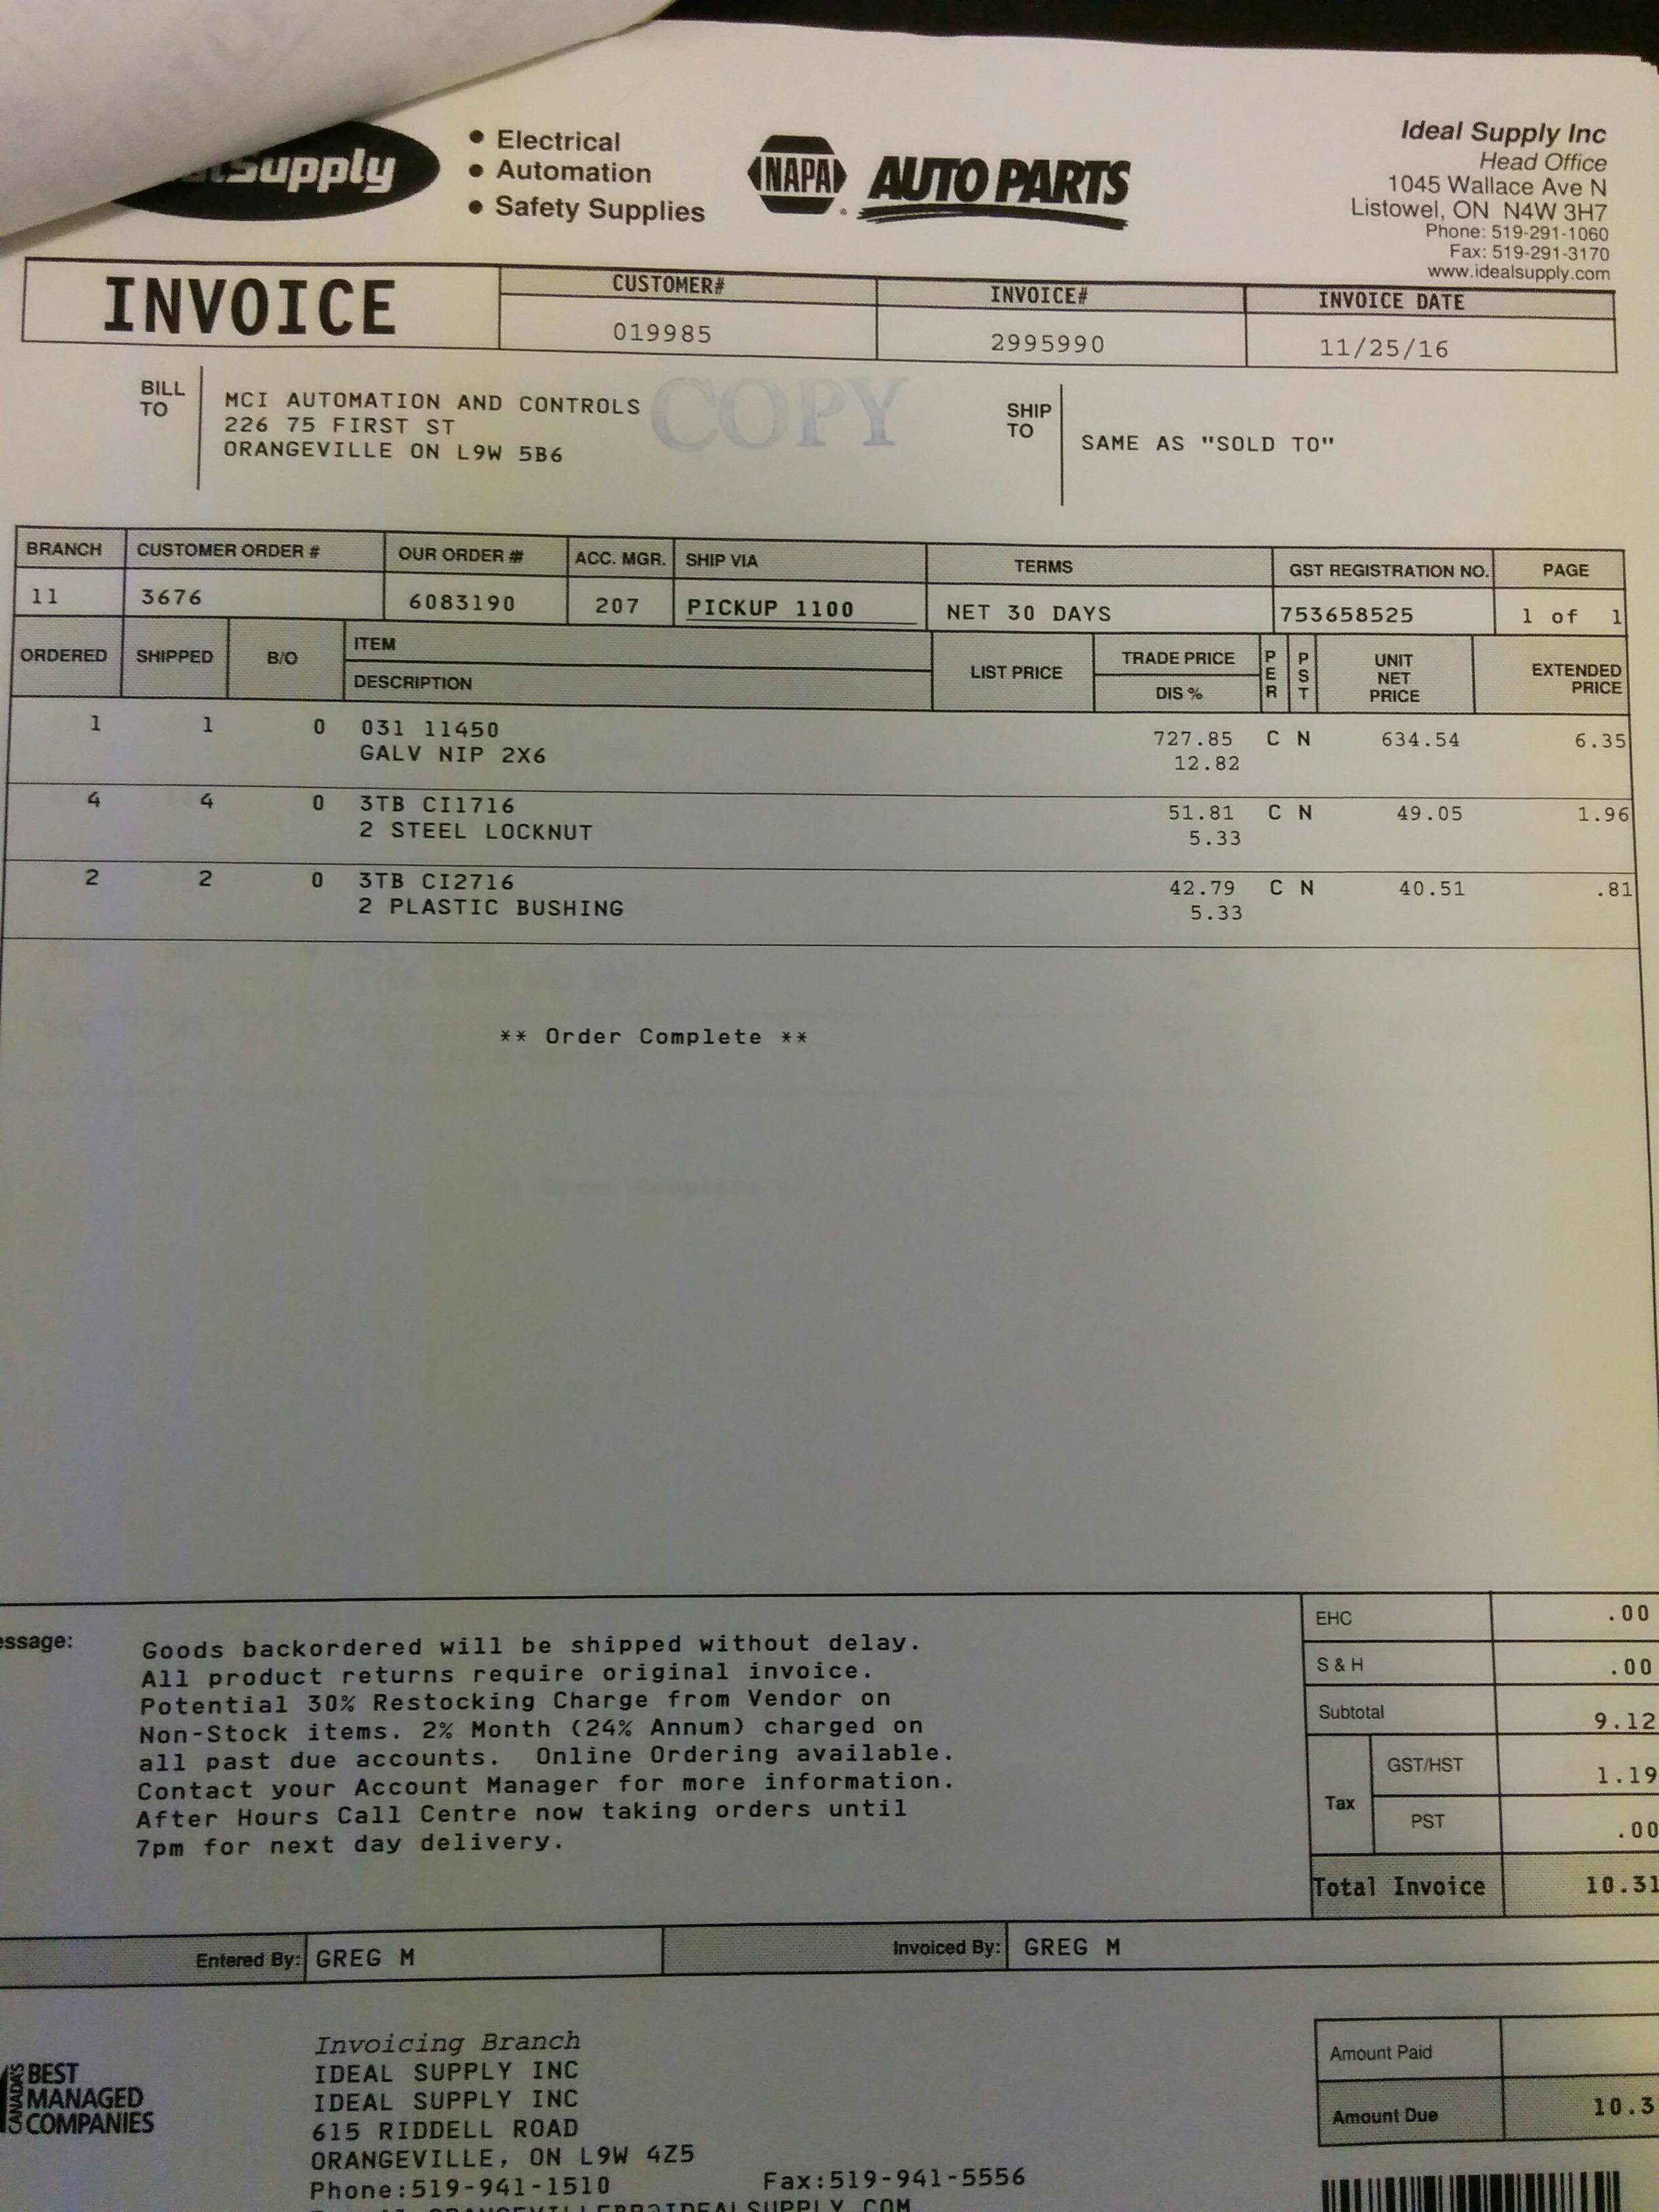 Supply
• Electrical
• Automation
• Safety Supplies
NAPA AUTO PARTS
Ideal Supply Inc
Head Office
1045 Wallace Ave N
Listowel, ON N4W 3H7
Phone: 519-291-1060
Fax: 519-291-3170
www.idealsupply.com
INVOICE
CUSTOMER# INVOICE# INVOICE DATE
019985 2995990 11/25/16
BILL TO
MCI AUTOMATION AND CONTROLS
226 75 FIRST ST
ORANGEVILLE ON L9W 5B6
COPY
SHIP TO
SAME AS "SOLD TO"
BRANCH CUSTOMER ORDER # OUR ORDER # ACC. MGR. SHIP VIA TERMS GST REGISTRATION NO. PAGE
11 3676 6083190 207 PICKUP 1100 NET 30 DAYS 753658525 1 of 1
ORDERED SHIPPED B/O ITEM DESCRIPTION LIST PRICE TRADE PRICE DIS % PER PST UNIT NET PRICE EXTENDED PRICE
1 1 0 031 11450 727.85 C N 634.54 6.35
GALV NIP 2X6 12.82
4 4 0 3TB CI1716 51.81 C N 49.05 1.96
2 STEEL LOCKNUT 5.33
2 2 0 3TB CI2716 42.79 C N 40.51 .81
2 PLASTIC BUSHING 5.33
** Order Complete **
essage:
Goods backordered will be shipped without delay.
All product returns require original invoice.
Potential 30% Restocking Charge from Vendor on
Non-Stock items. 2% Month (24% Annum) charged on
all past due accounts. Online Ordering available.
Contact your Account Manager for more information.
After Hours Call Centre now taking orders until
7pm for next day delivery.
EHC .00
S & H .00
Subtotal 9.12
Tax
GST/HST 1.19
PST .00
Total Invoice 10.31
Entered By: GREG M Invoiced By: GREG M
CANADA'S BEST
MANAGED
COMPANIES
Invoicing Branch
IDEAL SUPPLY INC
IDEAL SUPPLY INC
615 RIDDELL ROAD
ORANGEVILLE, ON L9W 4Z5
Phone:519-941-1510 Fax:519-941-5556
Amount Paid
Amount Due 10.3